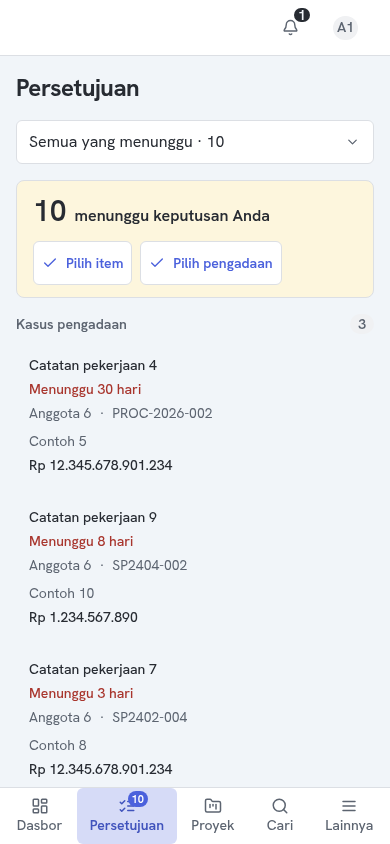 1
A1
Persetujuan
Semua yang menunggu · 10
10 menunggu keputusan Anda
Pilih item
Pilih pengadaan
Kasus pengadaan 3
Catatan pekerjaan 4
Menunggu 30 hari
Anggota 6 · PROC-2026-002
Contoh 5
Rp 12.345.678.901.234
Catatan pekerjaan 9
Menunggu 8 hari
Anggota 6 · SP2404-002
Contoh 10
Rp 1.234.567.890
Catatan pekerjaan 7
Menunggu 3 hari
Anggota 6 · SP2402-004
Contoh 8
Rp 12.345.678.901.234
10
Dasbor
Persetujuan
Proyek
Cari
Lainnya